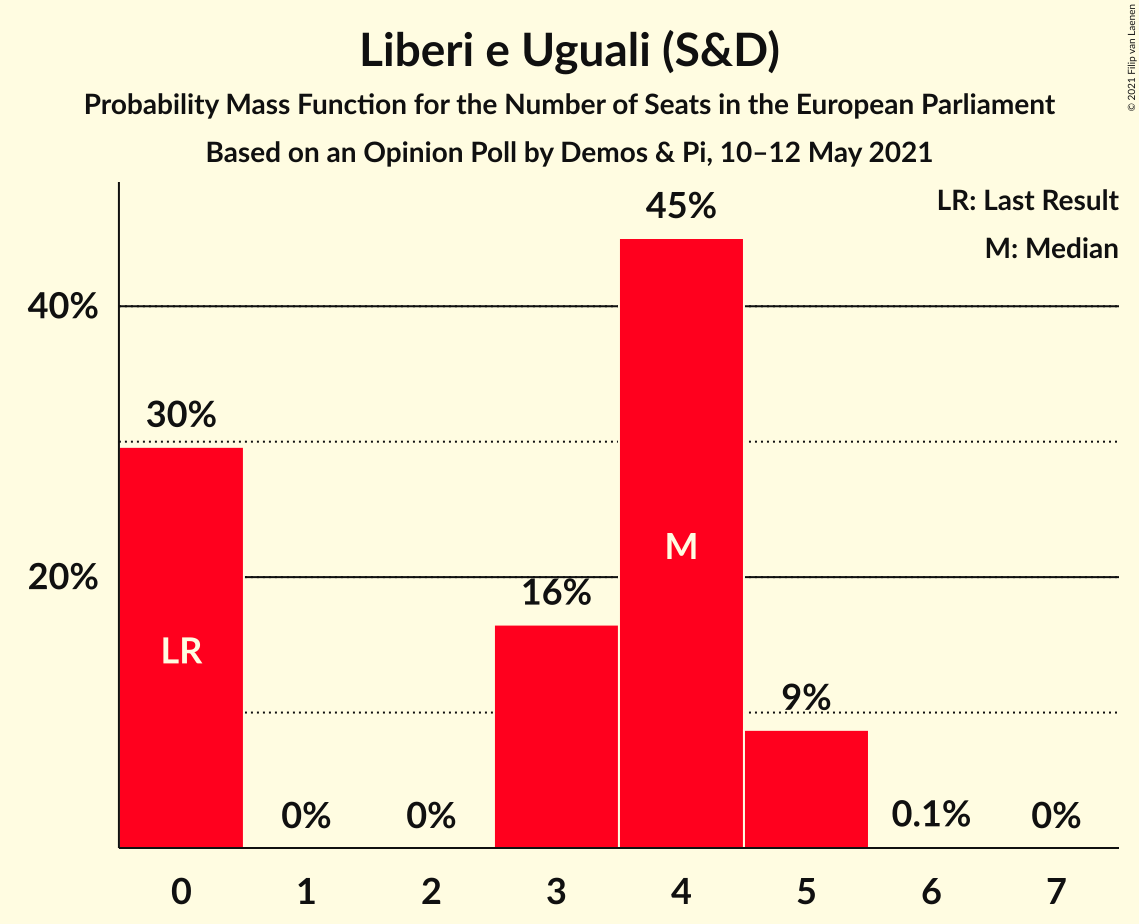 Liberi e Uguali (S&D)
Probability Mass Function for the Number of Seats in the European Parliament
Based on an Opinion Poll by Demos & Pi, 10–12 May 2021
© 2021 Filip van Laenen
LR: Last Result
M: Median
45%
40%
30%
M
20%
16%
LR
9%
0%
0%
0.1%
0%
0
1
2
3
4
5
6
7